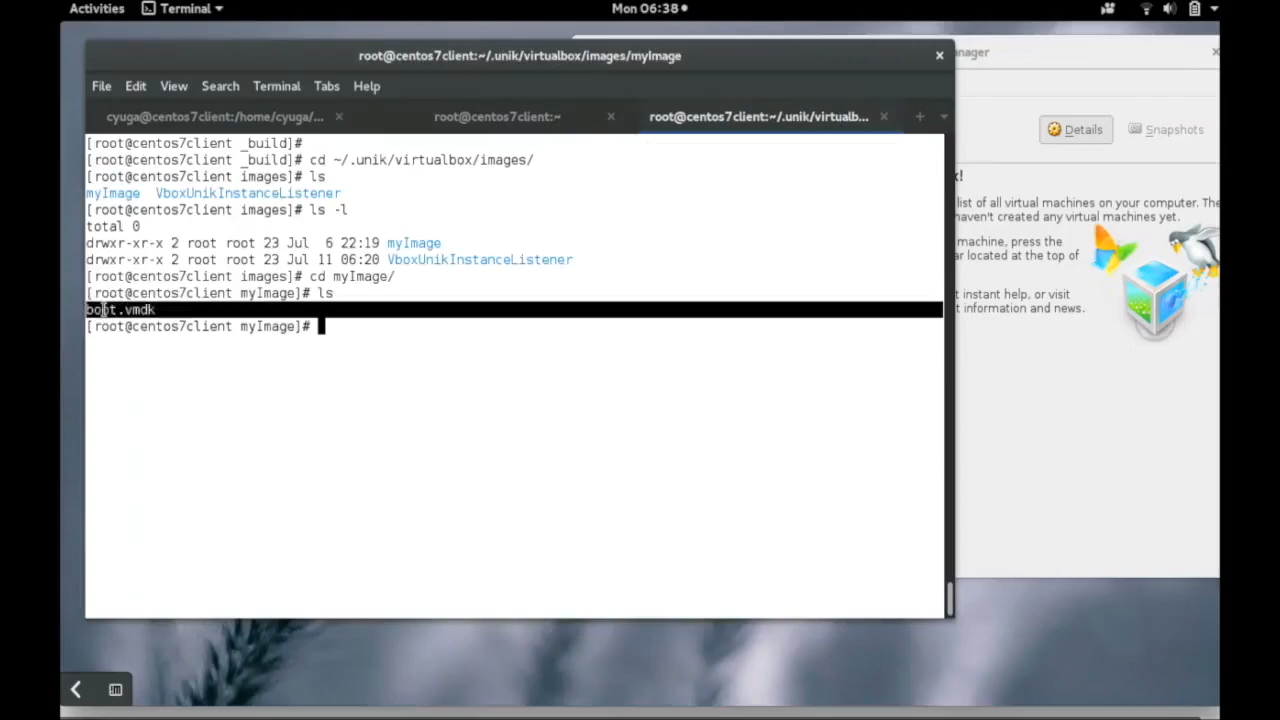 Activities Terminal Mon 06:38
root@centos7client:~/.unik/virtualbox/images/myImage
File Edit View Search Terminal Tabs Help
cyuga@centos7client:/home/cyuga/... root@centos7client:~ root@centos7client:~/.unik/virtualb...
[root@centos7client _build]#
[root@centos7client _build]# cd ~/.unik/virtualbox/images/
[root@centos7client images]# ls
myImage VboxUnikInstanceListener
[root@centos7client images]# ls -l
total 0
drwxr-xr-x 2 root root 23 Jul 6 22:19 myImage
drwxr-xr-x 2 root root 23 Jul 11 06:20 VboxUnikInstanceListener
[root@centos7client images]# cd myImage/
[root@centos7client myImage]# ls
boot.vmdk
[root@centos7client myImage]#
nager
Details Snapshots
x!
list of all virtual machines on your computer. The
haven't created any virtual machines yet.
machine, press the
ar located at the top of
t instant help, or visit
t information and news.